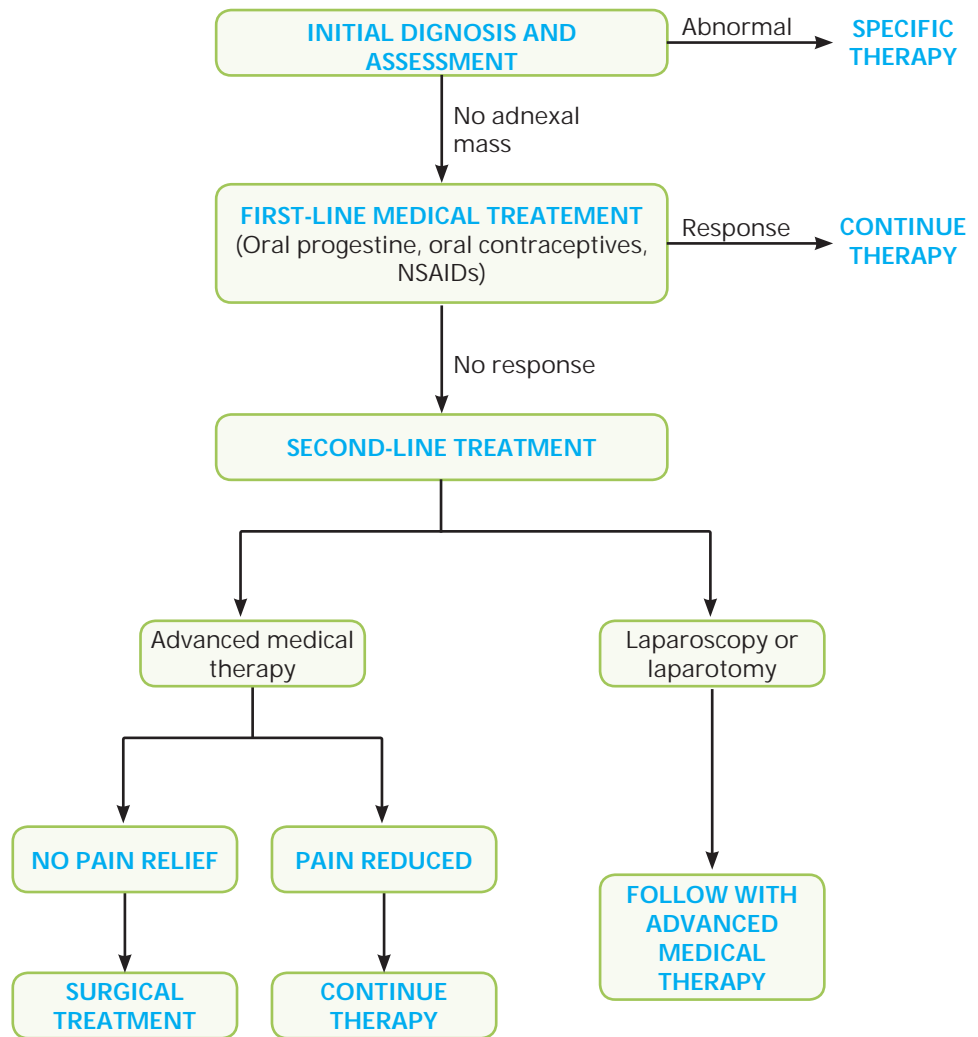 INITIAL DIGNOSIS AND
ASSESSMENT
Abnormal
SPECIFIC
THERAPY
No adnexal
mass
FIRST-LINE MEDICAL TREATEMENT
(Oral progestine, oral contraceptives,
NSAIDs)
Response
CONTINUE
THERAPY
No response
SECOND-LINE TREATMENT
Advanced medical
therapy
Laparoscopy or
laparotomy
NO PAIN RELIEF
PAIN REDUCED
FOLLOW WITH
ADVANCED
MEDICAL
THERAPY
SURGICAL
TREATMENT
CONTINUE
THERAPY